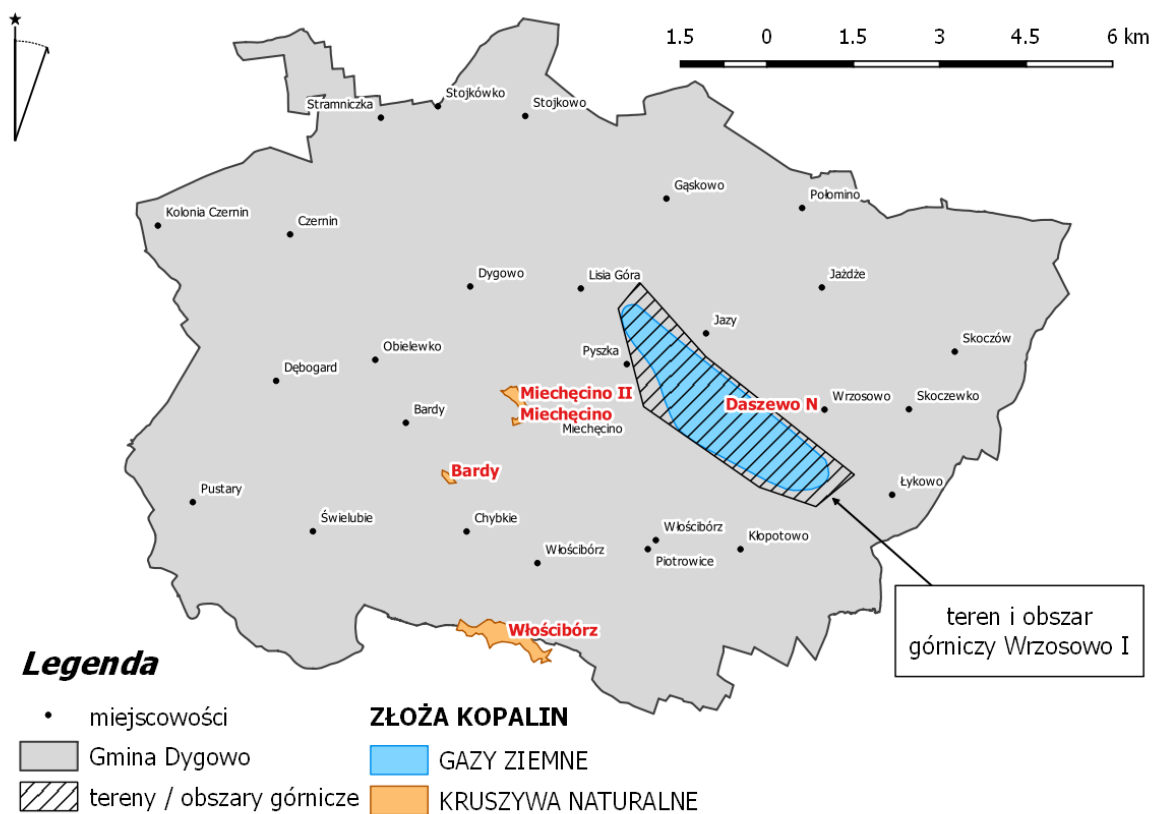 1.5 0 1.5 3 4.5 6 km
Stojkówko
Stramniczka
Stojkowo
Gąskowo
Połomino
Kolonia Czernin
Czernin
Dygowo
Lisia Góra
Jażdże
Jazy
Skoczów
Obielewko
Pyszka
Dębogard
Miechęcino II
Wrzosowo
Skoczewko
Daszewo N
Bardy
Miechęcino
Miechęcino
Bardy
Pustary
Łykowo
Świelubie
Chybkie
Włościbórz
Kłopotowo
Włościbórz
Piotrowice
teren i obszar
górniczy Wrzosowo I
Włościbórz
Legenda
miejscowości
Gmina Dygowo
tereny / obszary górnicze
ZŁOŻA KOPALIN
GAZY ZIEMNE
KRUSZYWA NATURALNE